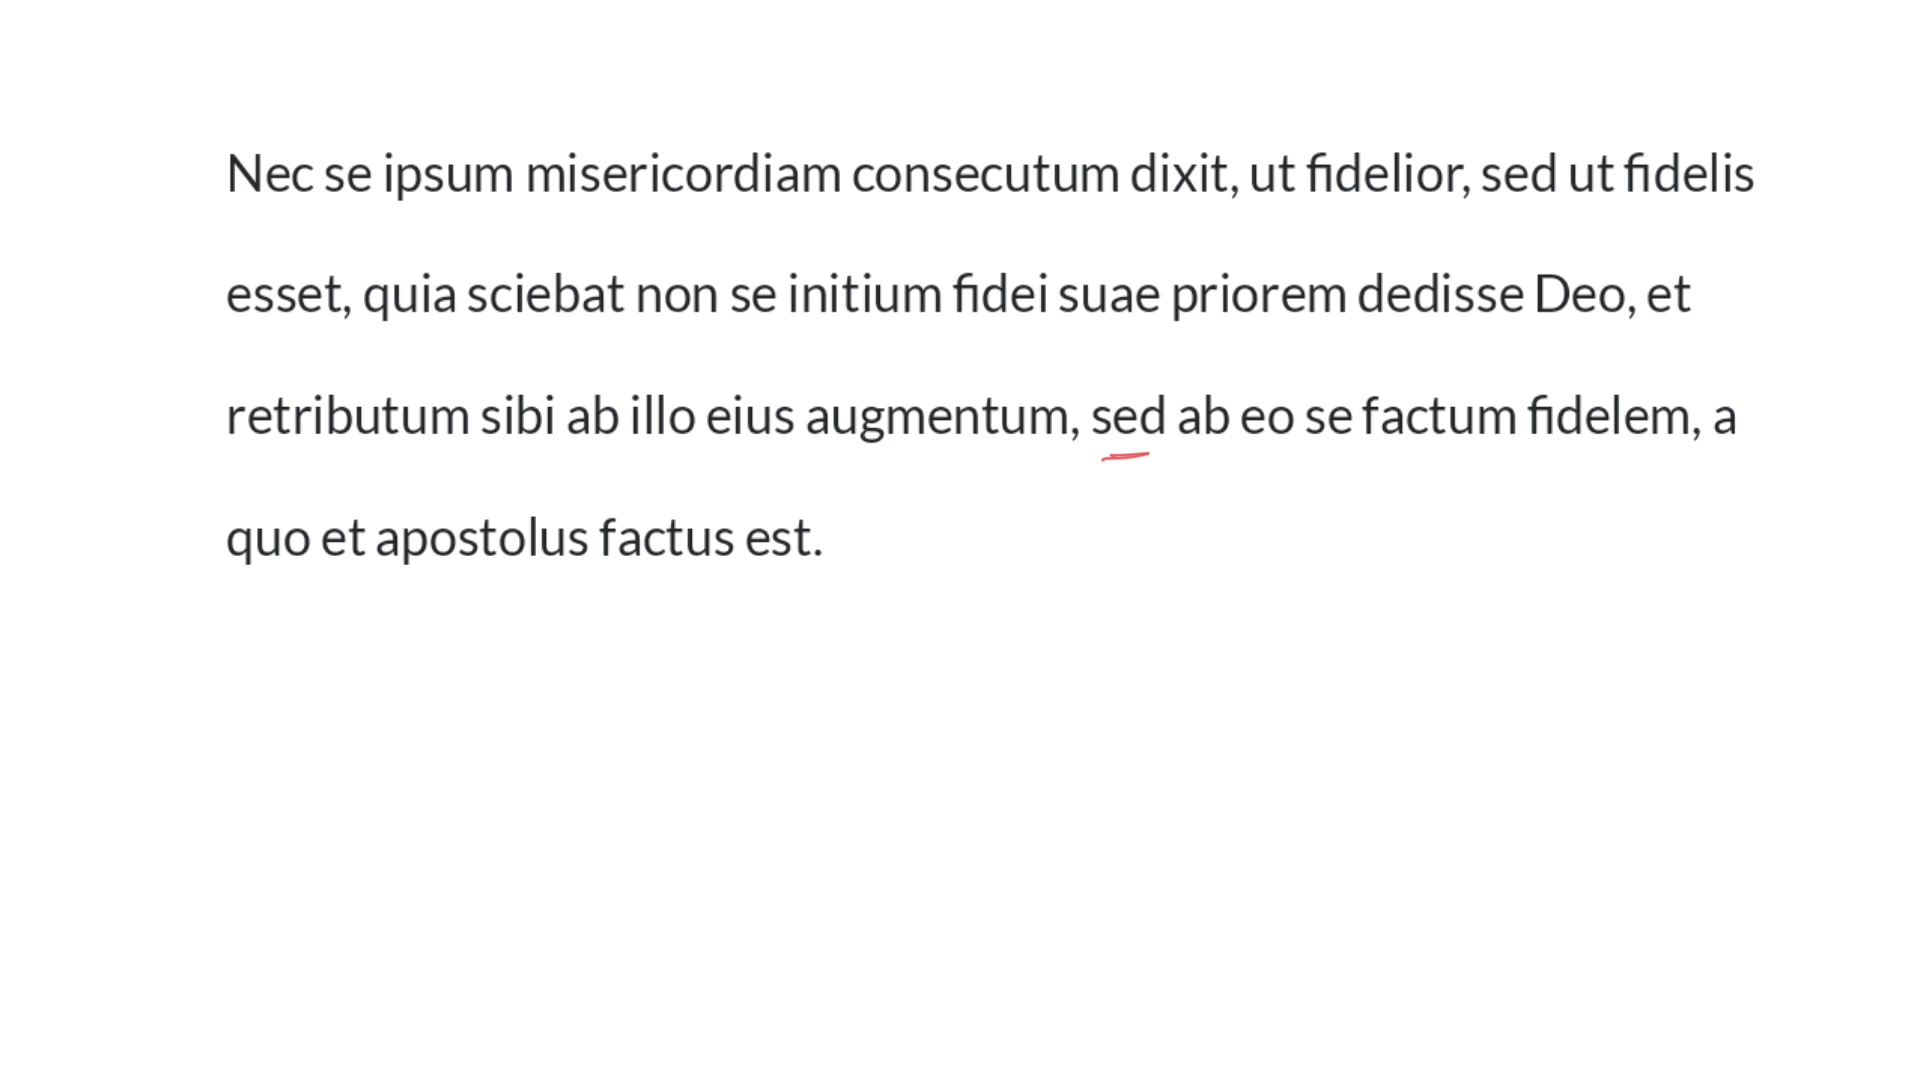 Nec se ipsum misericordiam consecutum dixit, ut fidelior, sed ut fidelis
esset, quia sciebat non se initium fidei suae priorem dedisse Deo, et
retributum sibi ab illo eius augmentum, sed ab eo se factum fidelem, a
quo et apostolus factus est.